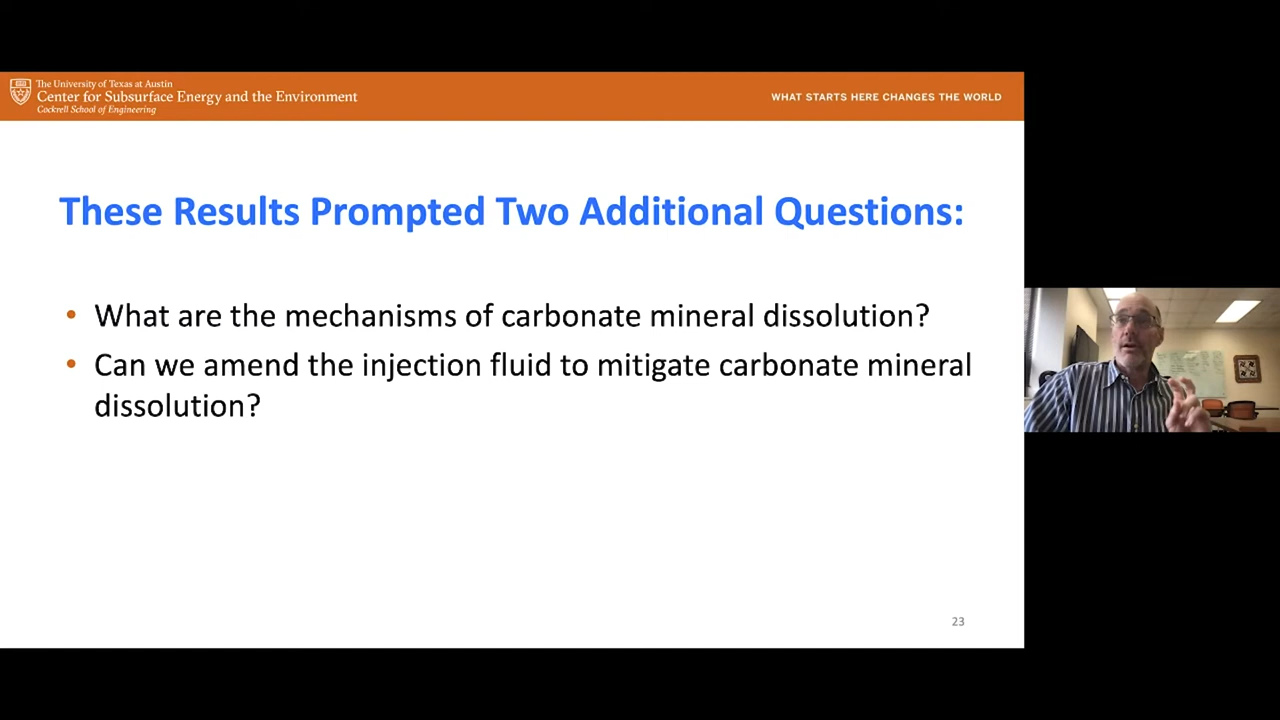 The University of Texas at Austin
Center for Subsurface Energy and the Environment
Cockrell School of Engineering
WHAT STARTS HERE CHANGES THE WORLD
These Results Prompted Two Additional Questions:
• What are the mechanisms of carbonate mineral dissolution?
• Can we amend the injection fluid to mitigate carbonate mineral
dissolution?
23